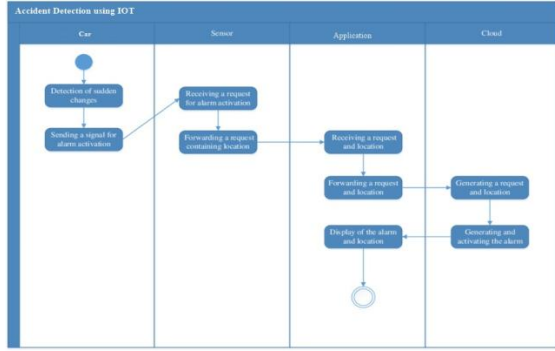 Accident Detection using IOT
Car
Sensor
Application
Cloud
Detection of sudden
changes
Sending a signal for
alarm activation
Receiving a request
for alarm activation
Forwarding a request
containing location
Receiving a request
and location
Forwarding a request
and location
Generating a request
and location
Generating and
activating the alarm
Display of the alarm
and location